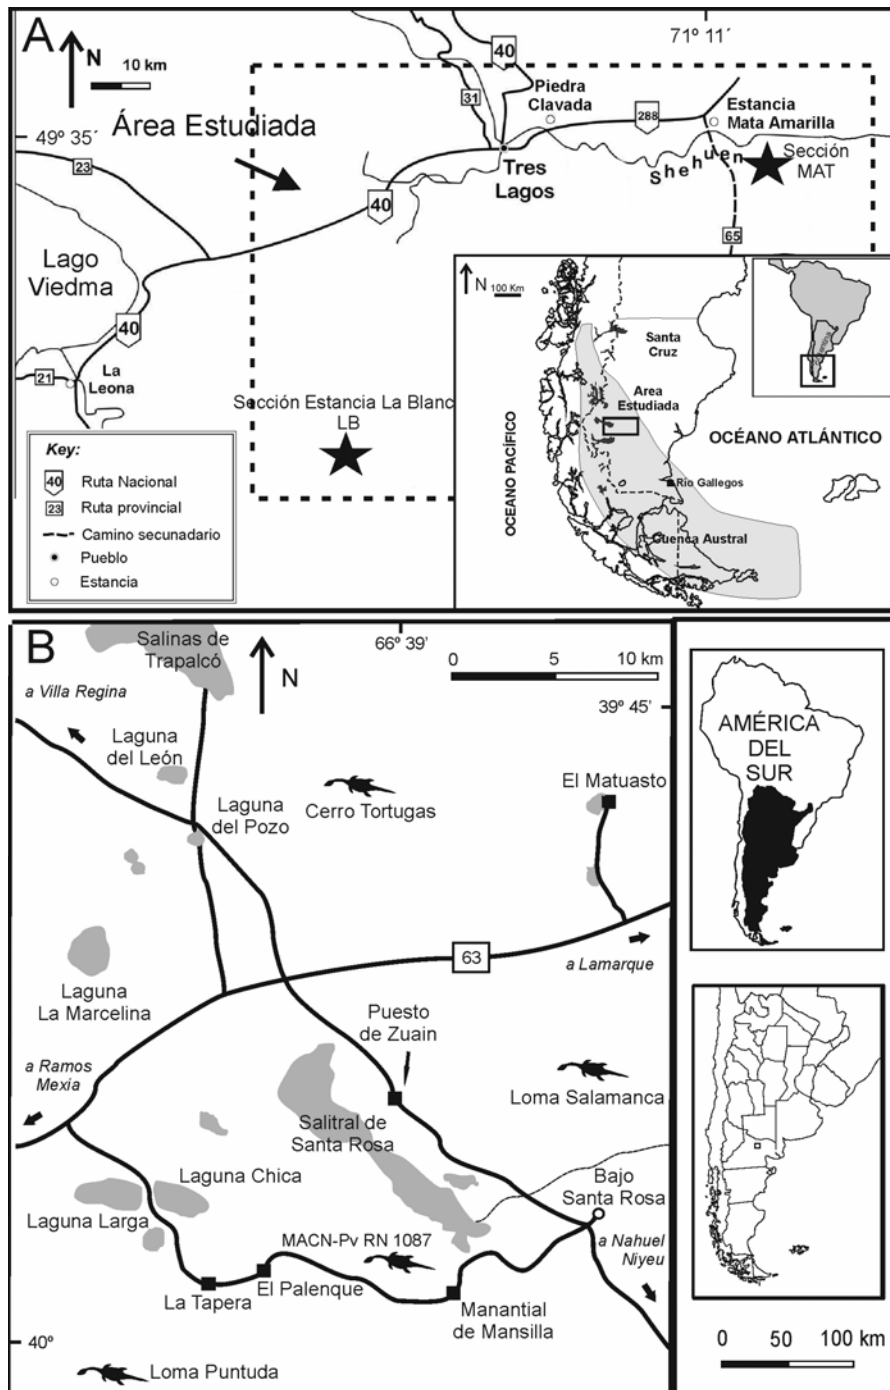 A
N
10 km
71º 11´
49º 35´
Área Estudiada
40
31
Piedra
Clavada
288
Estancia
Mata Amarilla
23
Tres
Lagos
Shehuen
Sección
MAT
40
65
Lago
Viedma
40
21
La
Leona
Sección Estancia La Blanc
LB
Key:
40 Ruta Nacional
23 Ruta provincial
Camino secunadario
Pueblo
Estancia
N 100 Km
Santa
Cruz
Area
Estudiada
OCEANO PACÍFICO
OCÉANO ATLÁNTICO
Río Gallegos
Cuenca Austral
B
Salinas de
Trapalcó
N
66º 39'
0 5 10 km
39º 45'
a Villa Regina
Laguna
del León
Cerro Tortugas
El Matuasto
Laguna
del Pozo
63
a Lamarque
Laguna
La Marcelina
Puesto
de Zuain
a Ramos
Mexia
Loma Salamanca
Salitral de
Santa Rosa
Laguna Chica
Bajo
Santa Rosa
Laguna Larga
MACN-Pv RN 1087
a Nahuel
Niyeu
La Tapera
El Palenque
Manantial
de Mansilla
40º
Loma Puntuda
AMÉRICA
DEL
SUR
0 50 100 km